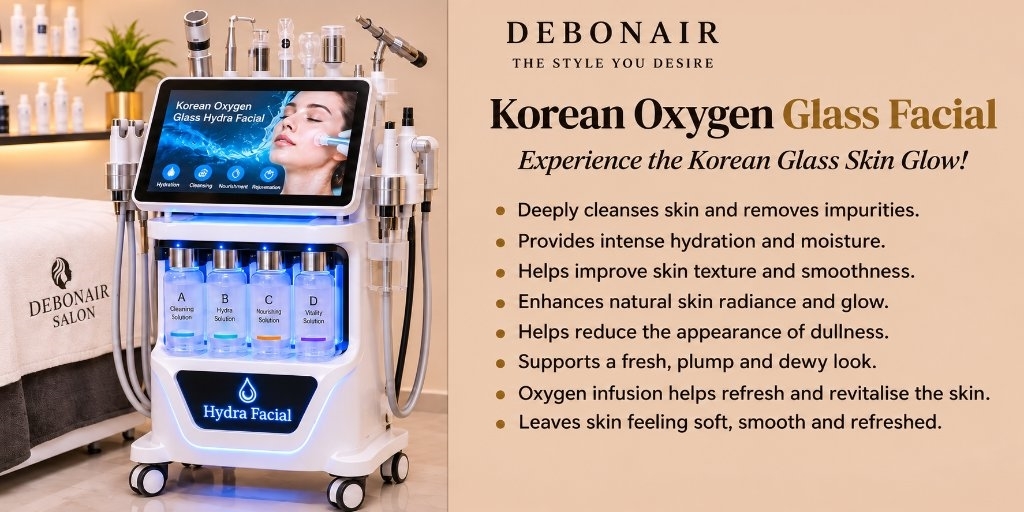 DEBONAIR
THE STYLE YOU DESIRE
Korean Oxygen Glass Facial
Experience the Korean Glass Skin Glow!
Deeply cleanses skin and removes impurities.
Provides intense hydration and moisture.
Helps improve skin texture and smoothness.
Enhances natural skin radiance and glow.
Helps reduce the appearance of dullness.
Supports a fresh, plump and dewy look.
Oxygen infusion helps refresh and revitalise the skin.
Leaves skin feeling soft, smooth and refreshed.
Korean Oxygen
Glass Hydra Facial
Hydration Cleansing Nourishment Rejuvenation
A
Cleaning
Solution
B
Hydra
Solution
C
Nourishing
Solution
D
Vitality
Solution
Hydra Facial
DEBONAIR
SALON